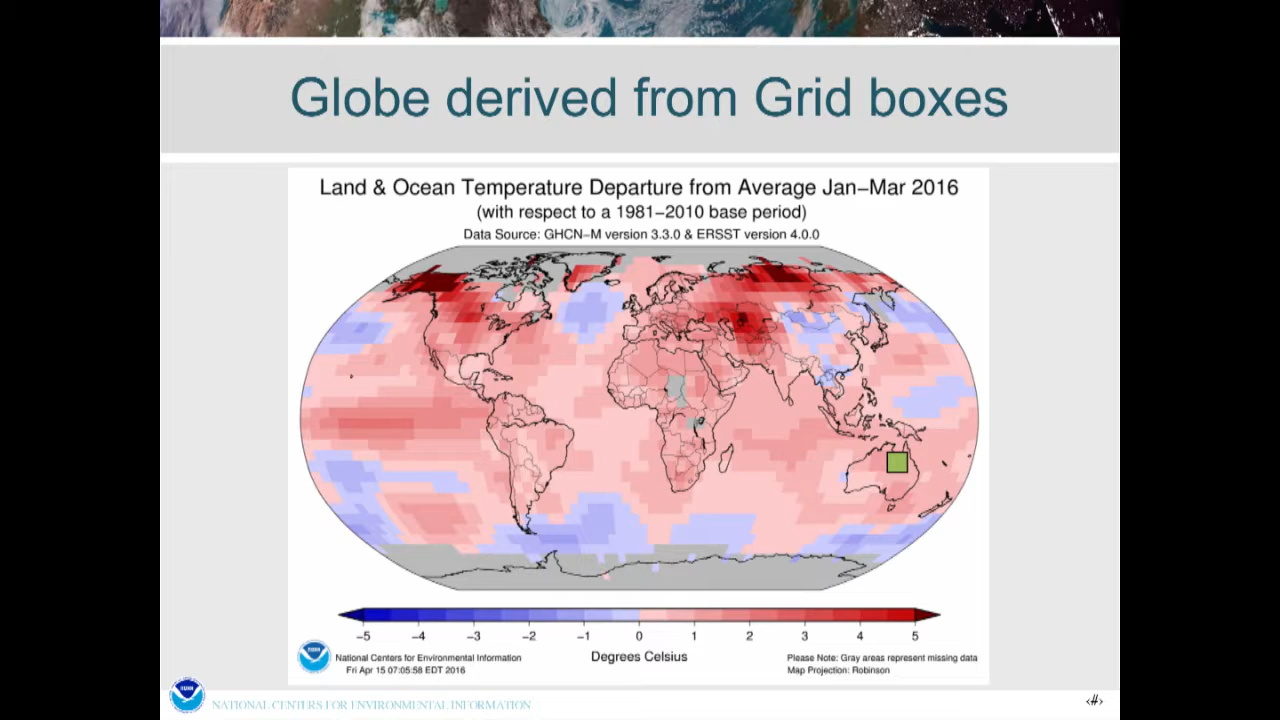 Globe derived from Grid boxes
Land & Ocean Temperature Departure from Average Jan–Mar 2016
(with respect to a 1981–2010 base period)
Data Source: GHCN–M version 3.3.0 & ERSST version 4.0.0
–5 –4 –3 –2 –1 0 1 2 3 4 5
Degrees Celsius
National Centers for Environmental Information
Fri Apr 15 07:05:58 EDT 2016
Please Note: Gray areas represent missing data
Map Projection: Robinson
NATIONAL CENTERS FOR ENVIRONMENTAL INFORMATION
‹#›